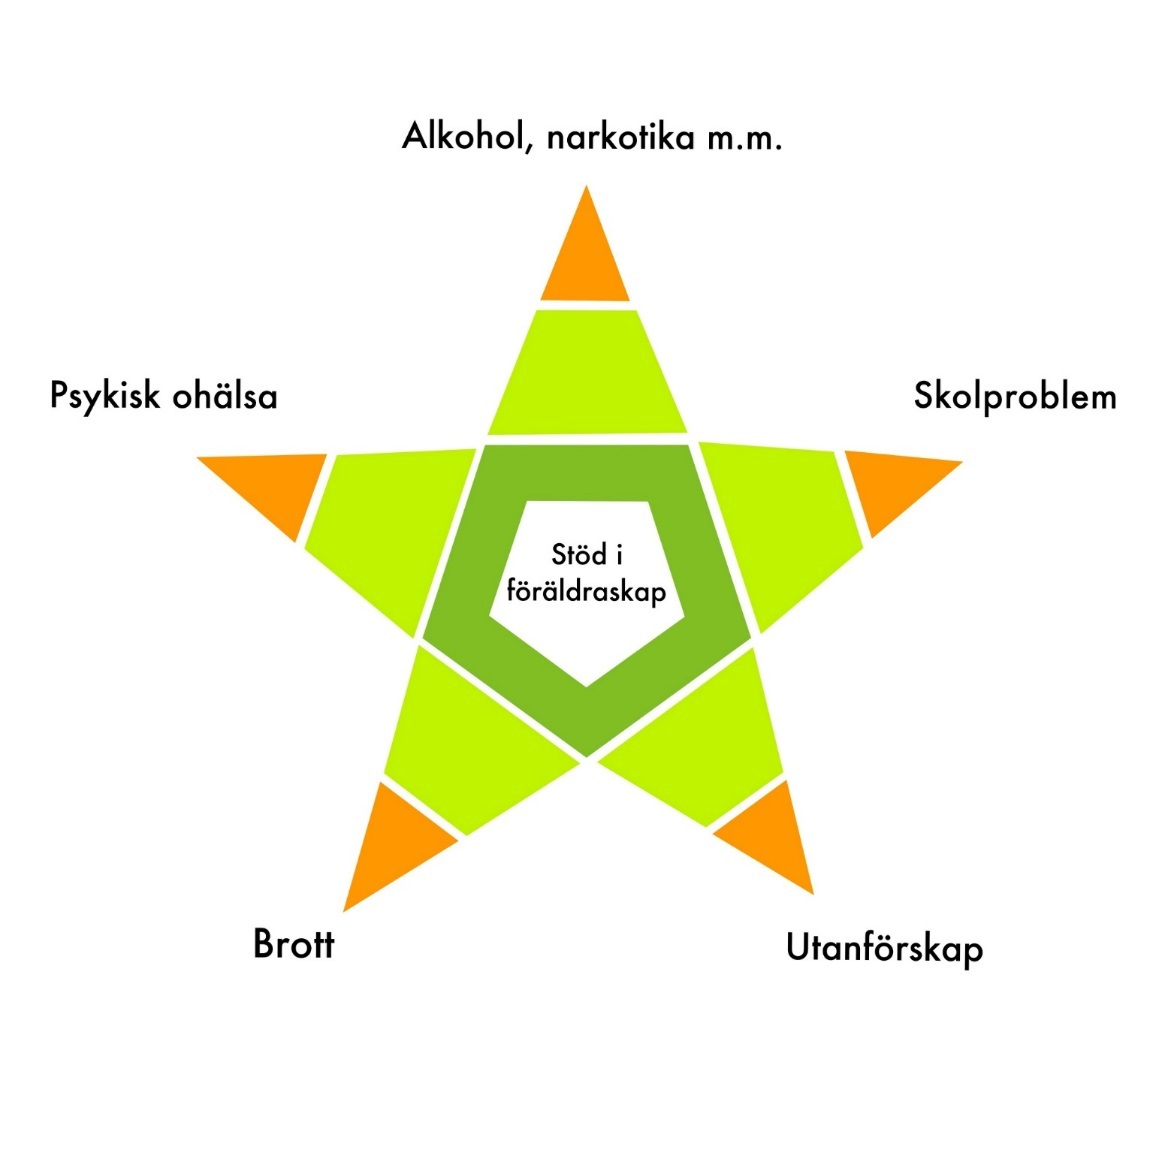 Alkohol, narkotika m.m.
Psykisk ohälsa
Skolproblem
Stöd i
föräldraskap
Brott
Utanförskap